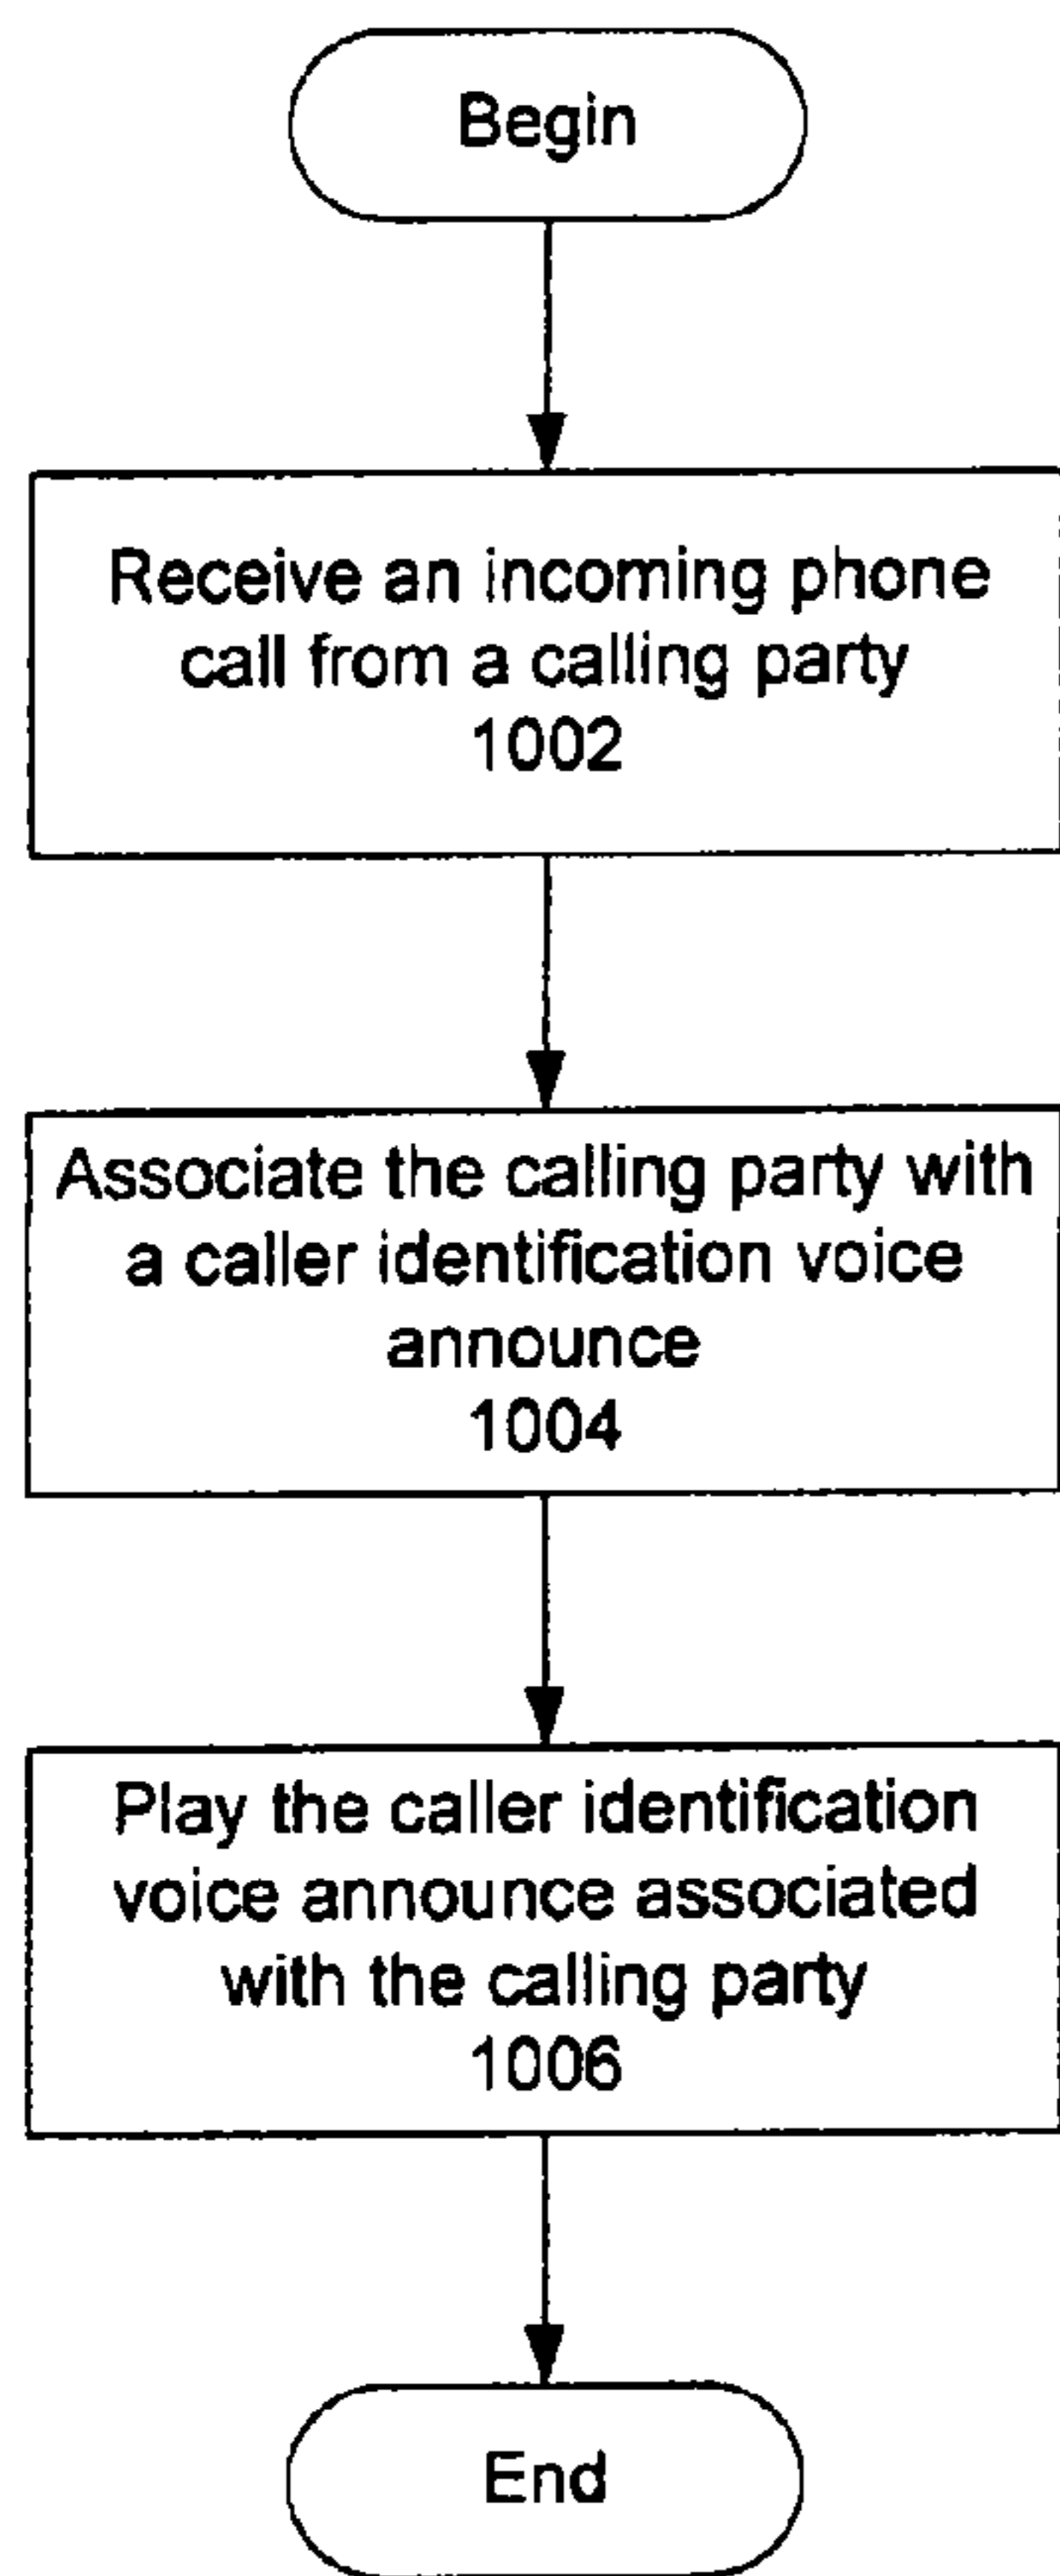 Begin
Receive an incoming phone
call from a calling party
1002
Associate the calling party with
a caller identification voice
announce
1004
Play the caller identification
voice announce associated
with the calling party
1006
End